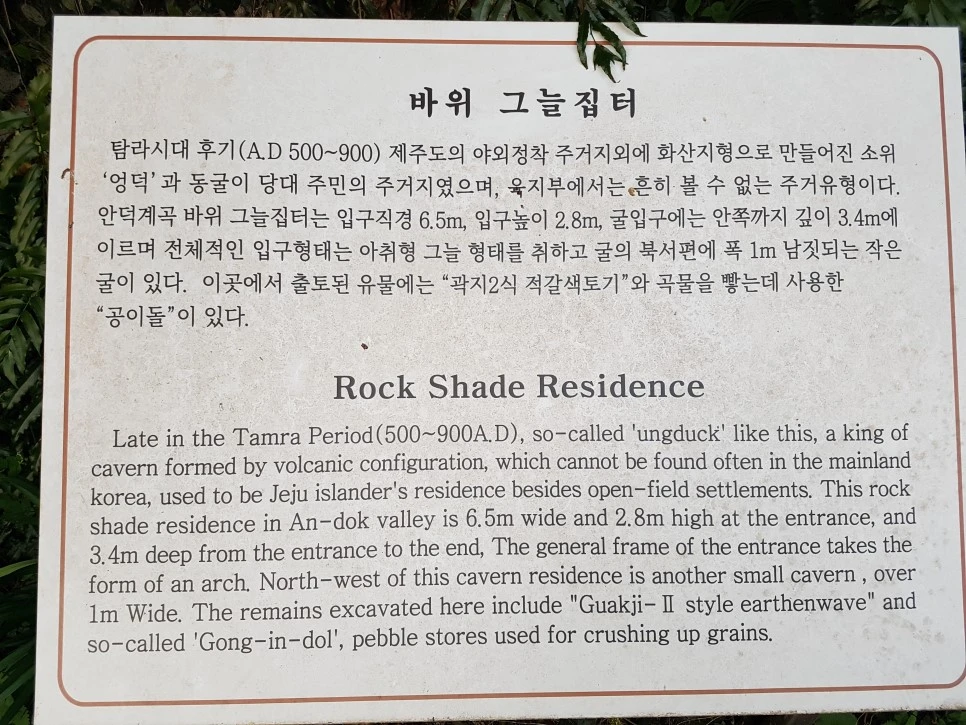 바위 그늘집터
탐라시대 후기(A.D 500~900) 제주도의 야외정착 주거지외에 화산지형으로 만들어진 소위
‘엉덕’과 동굴이 당대 주민의 주거지였으며, 육지부에서는 흔히 볼 수 없는 주거유형이다.
안덕계곡 바위 그늘집터는 입구직경 6.5m, 입구높이 2.8m, 굴입구에는 안쪽까지 깊이 3.4m에
이르며 전체적인 입구형태는 아취형 그늘 형태를 취하고 굴의 북서편에 폭 1m 남짓되는 작은
굴이 있다. 이곳에서 출토된 유물에는 “곽지2식 적갈색토기”와 곡물을 빻는데 사용한
“공이돌”이 있다.
Rock Shade Residence
Late in the Tamra Period(500~900A.D), so-called 'ungduck' like this, a king of
cavern formed by volcanic configuration, which cannot be found often in the mainland
korea, used to be Jeju islander's residence besides open-field settlements. This rock
shade residence in An-dok valley is 6.5m wide and 2.8m high at the entrance, and
3.4m deep from the entrance to the end, The general frame of the entrance takes the
form of an arch. North-west of this cavern residence is another small cavern , over
1m Wide. The remains excavated here include "Guakji-Ⅱ style earthenwave" and
so-called 'Gong-in-dol', pebble stores used for crushing up grains.